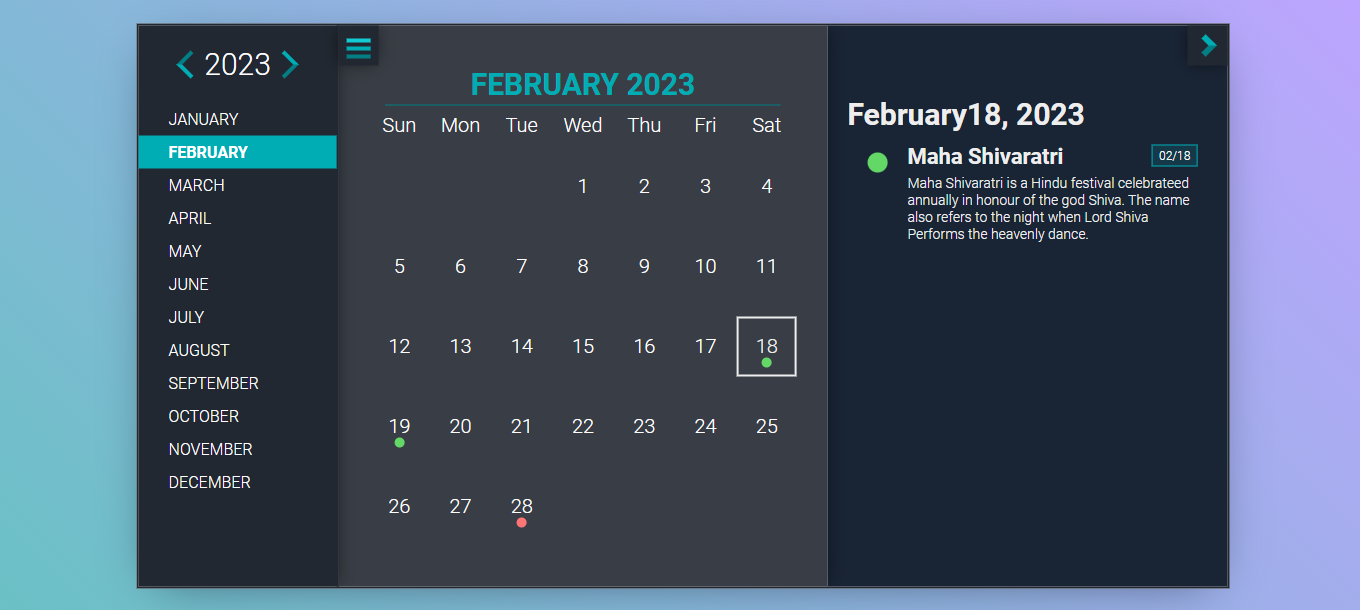 2023
JANUARY
FEBRUARY
MARCH
APRIL
MAY
JUNE
JULY
AUGUST
SEPTEMBER
OCTOBER
NOVEMBER
DECEMBER
FEBRUARY 2023
Sun Mon Tue Wed Thu Fri Sat
1 2 3 4
5 6 7 8 9 10 11
12 13 14 15 16 17 18
19 20 21 22 23 24 25
26 27 28
February18, 2023
Maha Shivaratri 02/18
Maha Shivaratri is a Hindu festival celebrateed
annually in honour of the god Shiva. The name
also refers to the night when Lord Shiva
Performs the heavenly dance.